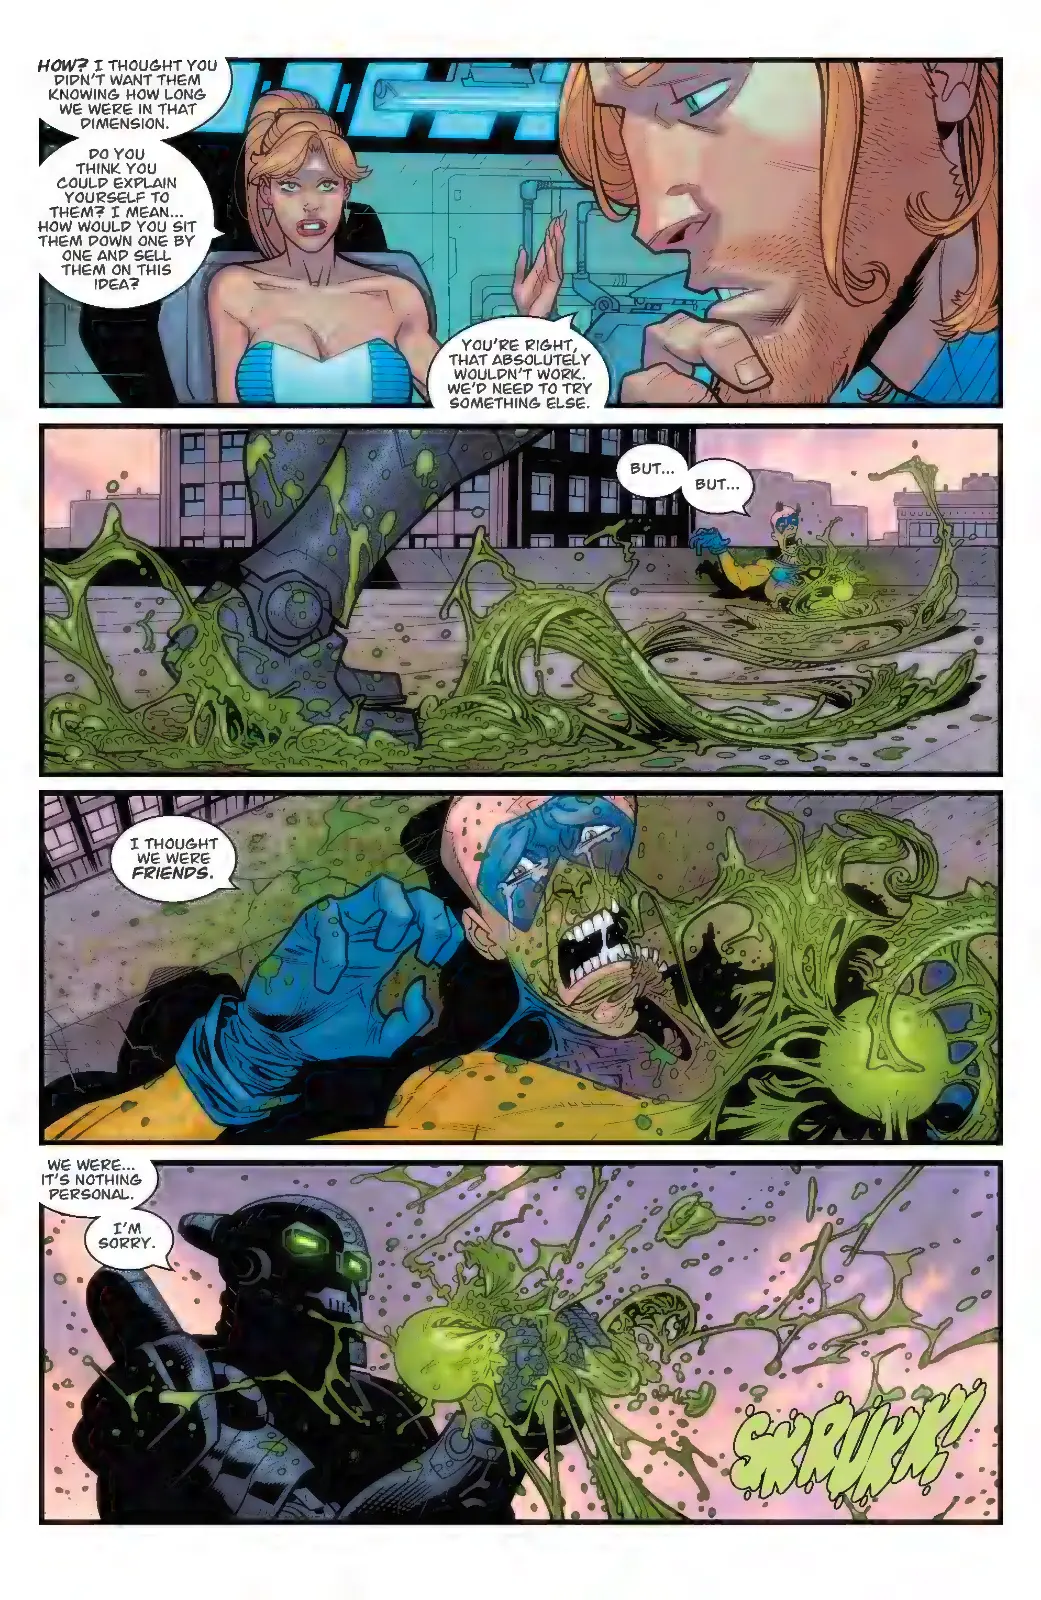 HOW? I THOUGHT YOU
DIDN'T WANT THEM
KNOWING HOW LONG
WE WERE IN THAT
DIMENSION.
DO YOU
THINK YOU
COULD EXPLAIN
YOURSELF TO
THEM? I MEAN...
HOW WOULD YOU SIT
THEM DOWN ONE BY
ONE AND SELL
THEM ON THIS
IDEA?
YOU'RE RIGHT,
THAT ABSOLUTELY
WOULDN'T WORK.
WE'D NEED TO TRY
SOMETHING ELSE.
BUT...
BUT...
I THOUGHT
WE WERE
FRIENDS.
WE WERE...
IT'S NOTHING
PERSONAL.
I'M
SORRY.
SKRUKK!